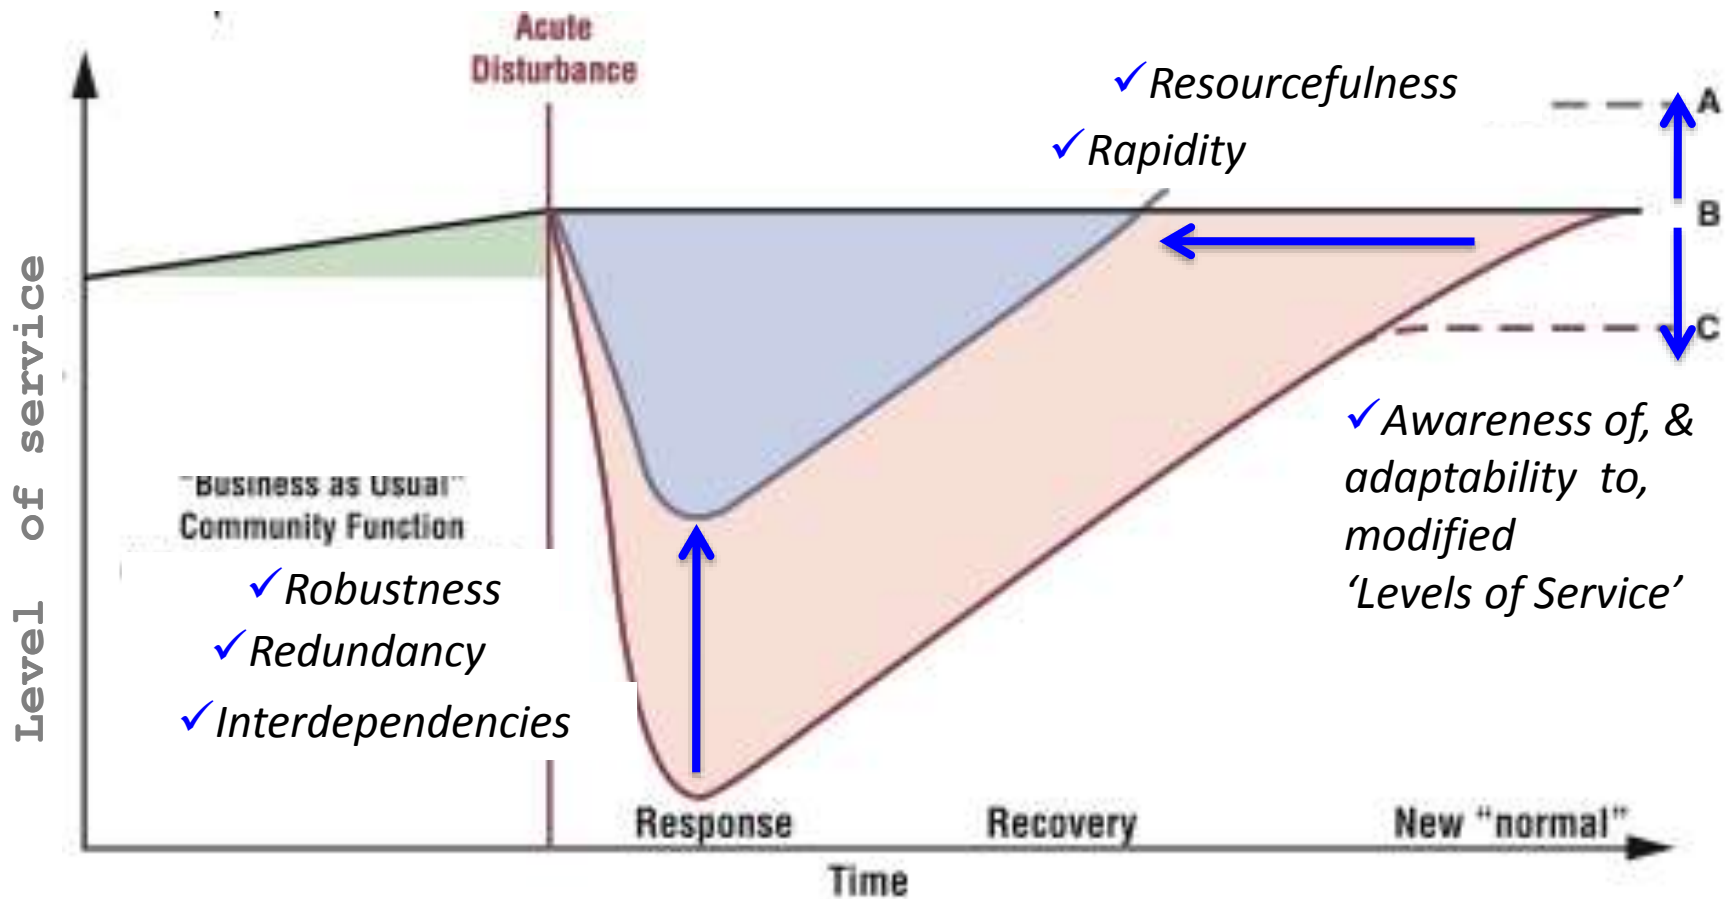 Acute
Disturbance
✓Resourcefulness
✓Rapidity
A
B
C
Level of service
"Business as Usual"
Community Function
✓Robustness
✓Redundancy
✓Interdependencies
✓Awareness of, &
adaptability to,
modified
‘Levels of Service’
Response
Recovery
New “normal”
Time